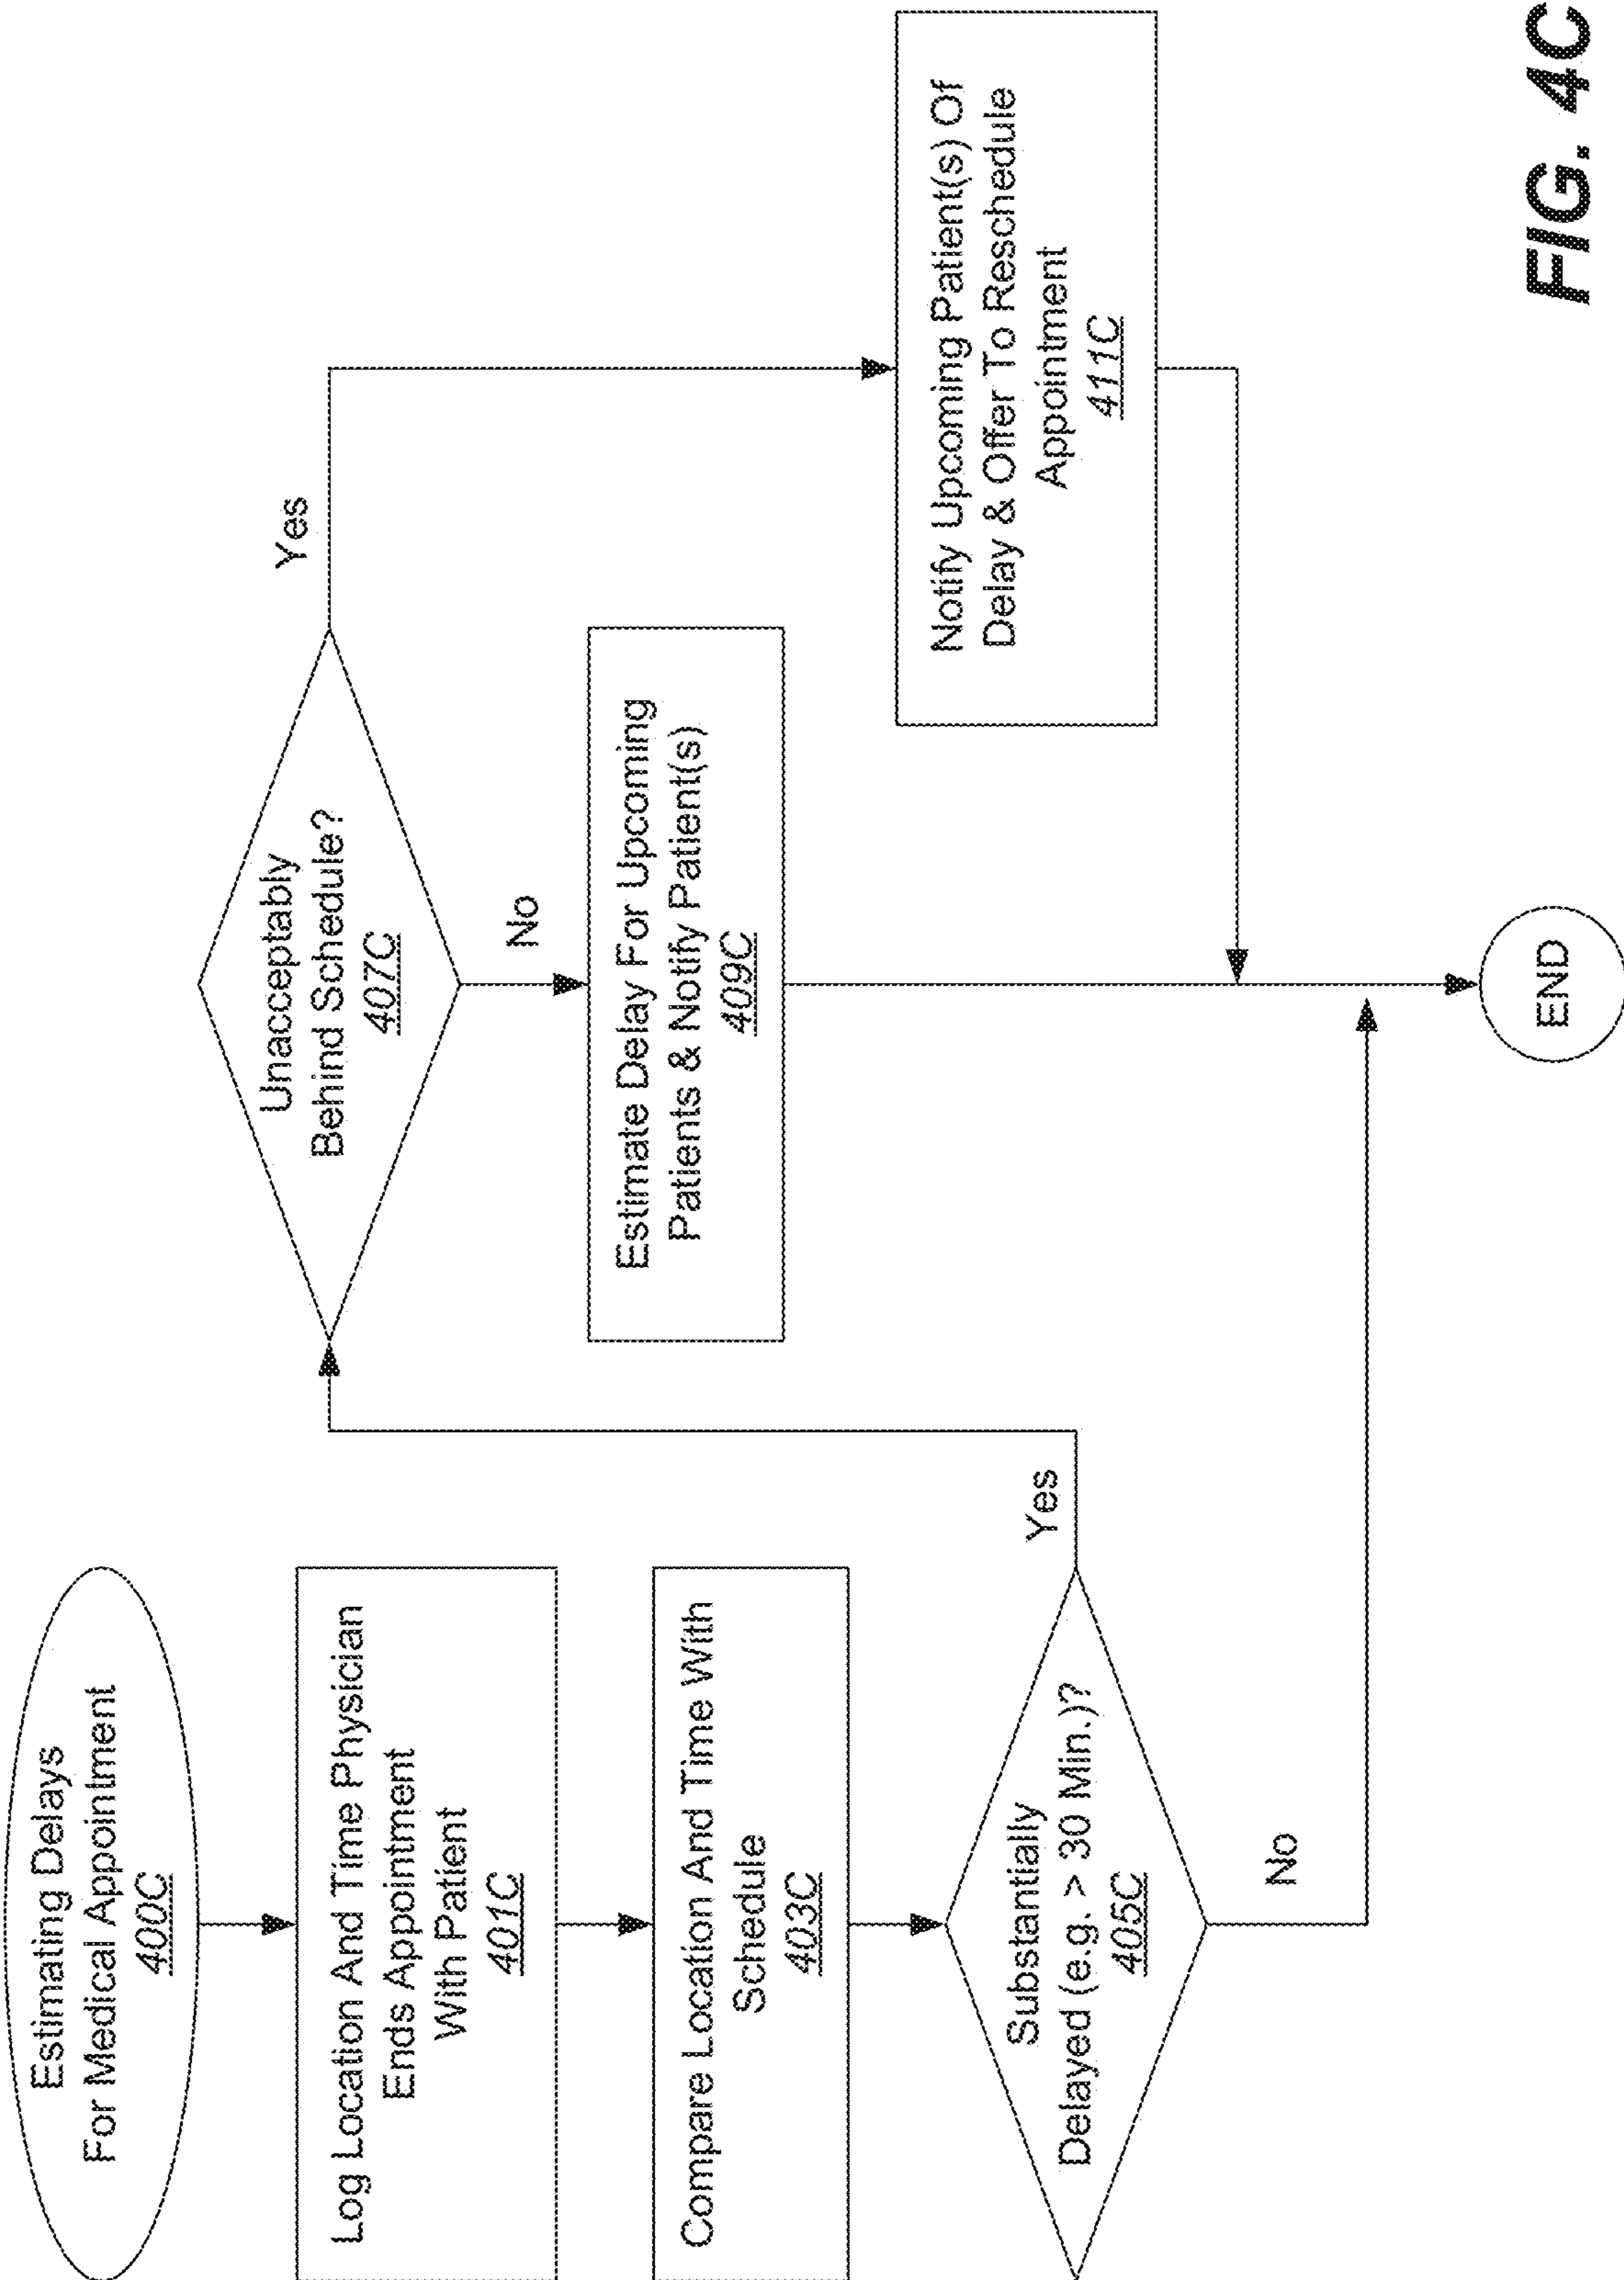 Estimating Delays
For Medical Appointment
400C
Log Location And Time Physician
Ends Appointment
With Patient
401C
Compare Location And Time With
Schedule
403C
Substantially
Delayed (e.g. > 30 Min.)?
405C
Yes
No
Unacceptably
Behind Schedule?
407C
Yes
No
Estimate Delay For Upcoming
Patients & Notify Patient(s)
409C
Notify Upcoming Patient(s) Of
Delay & Offer To Reschedule
Appointment
411C
END
FIG. 4C